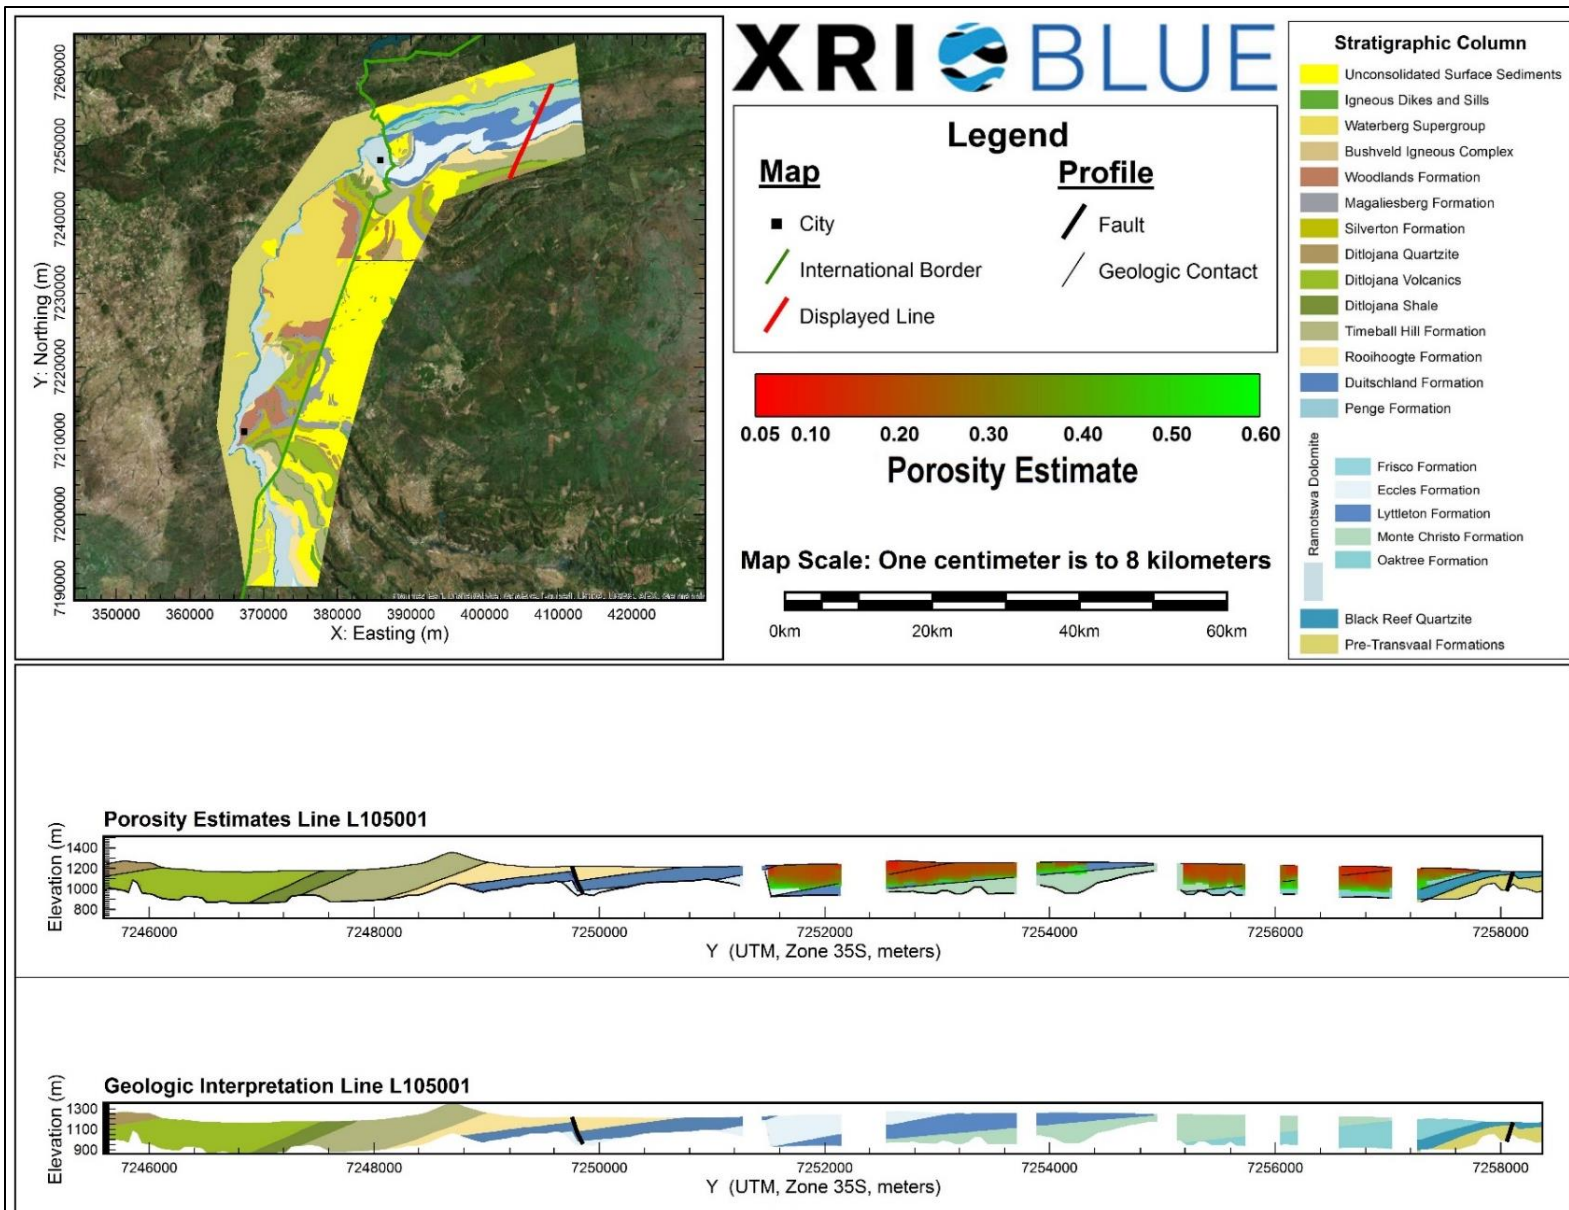 7260000
7250000
7240000
7230000
7220000
7210000
7200000
7190000
Y: Northing (m)
350000 360000 370000 380000 390000 400000 410000 420000
X: Easting (m)
XRI BLUE
Legend
Map
City
International Border
Displayed Line
Profile
Fault
Geologic Contact
0.05 0.10 0.20 0.30 0.40 0.50 0.60
Porosity Estimate
Map Scale: One centimeter is to 8 kilometers
0km 20km 40km 60km
Stratigraphic Column
Unconsolidated Surface Sediments
Igneous Dikes and Sills
Waterberg Supergroup
Bushveld Igneous Complex
Woodlands Formation
Magaliesberg Formation
Silverton Formation
Ditlojana Quartzite
Ditlojana Volcanics
Ditlojana Shale
Timeball Hill Formation
Rooihoogte Formation
Duitschland Formation
Penge Formation
Ramotswa Dolomite
Frisco Formation
Eccles Formation
Lyttleton Formation
Monte Christo Formation
Oaktree Formation
Black Reef Quartzite
Pre-Transvaal Formations
Porosity Estimates Line L105001
Elevation (m)
1400
1200
1000
800
7246000 7248000 7250000 7252000 7254000 7256000 7258000
Y (UTM, Zone 35S, meters)
Geologic Interpretation Line L105001
Elevation (m)
1300
1100
900
7246000 7248000 7250000 7252000 7254000 7256000 7258000
Y (UTM, Zone 35S, meters)